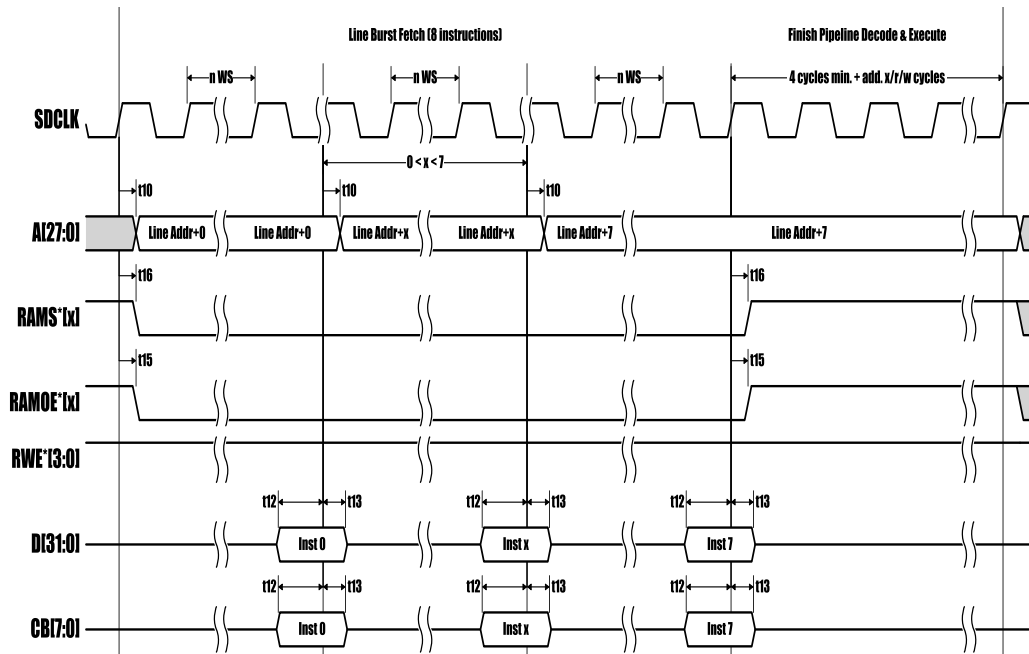 Line Burst Fetch (8 instructions) Finish Pipeline Decode & Execute
n WS n WS n WS 4 cycles min. + add. x/r/w cycles
SDCLK
0 < x < 7
t10 t10 t10
A[27:0] Line Addr+0 Line Addr+0 Line Addr+x Line Addr+x Line Addr+7 Line Addr+7
t16 t16
RAMS*[x]
t15 t15
RAMOE*[x]
RWE*[3:0]
t12 t13 t12 t13 t12 t13
D[31:0] Inst 0 Inst x Inst 7
t12 t13 t12 t13 t12 t13
CB[7:0] Inst 0 Inst x Inst 7